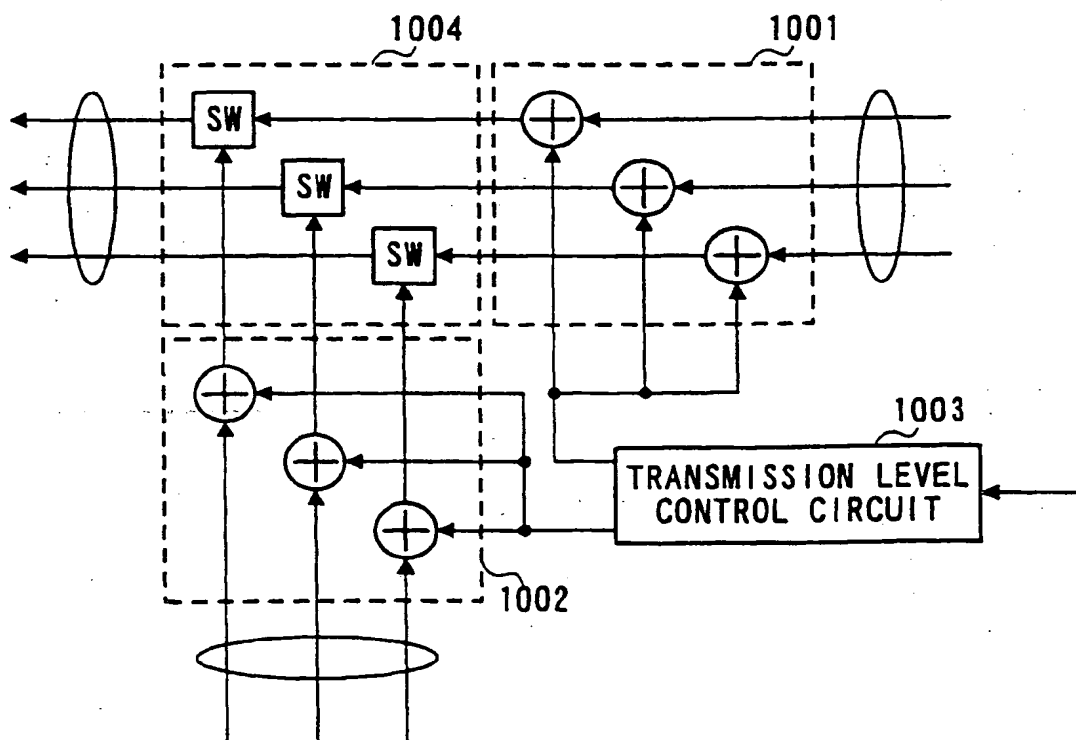 1004
1001
SW
SW
SW
1003
TRANSMISSION LEVEL
CONTROL CIRCUIT
1002